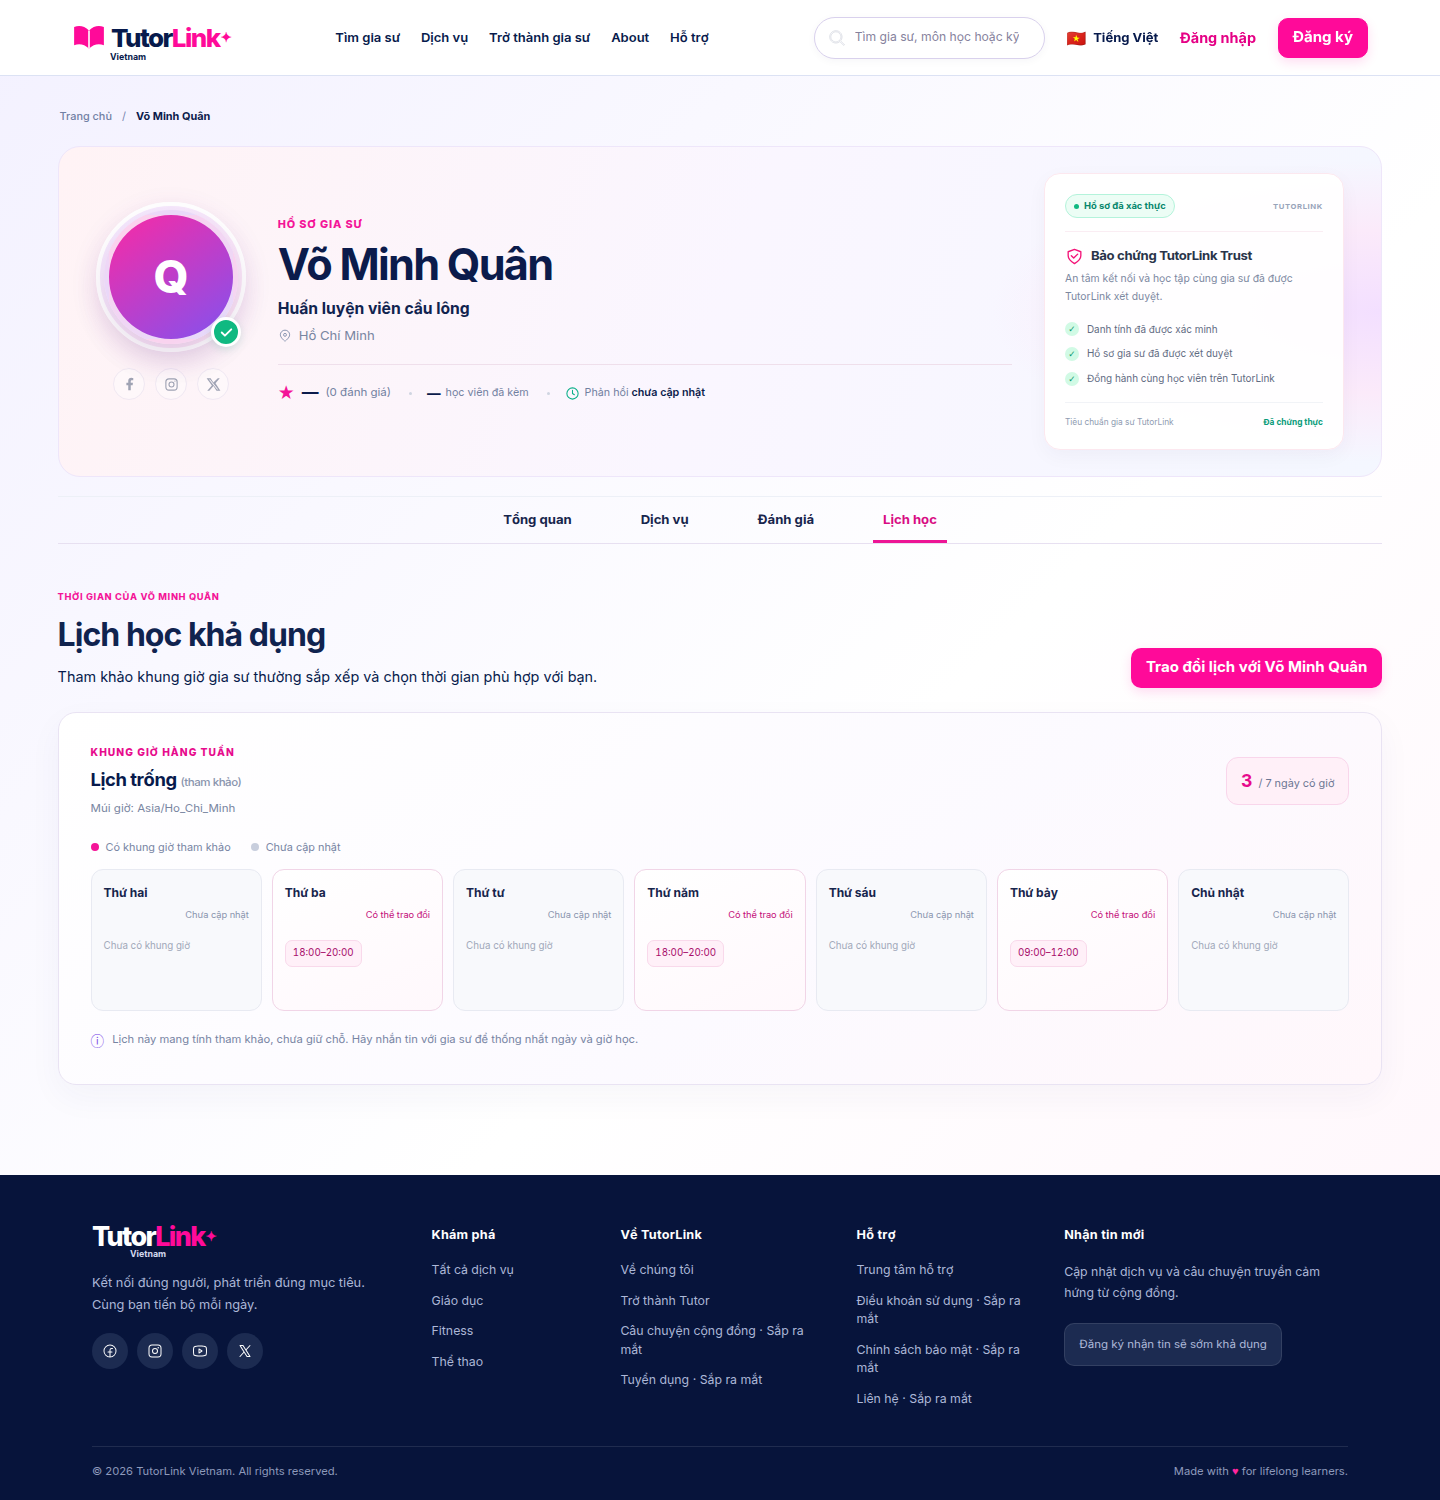 TutorLink
Vietnam
Tìm gia sư
Dịch vụ
Trở thành gia sư
About
Hỗ trợ
Tìm gia sư, môn học hoặc kỹ
Tiếng Việt
Đăng nhập
Đăng ký
Trang chủ / Võ Minh Quân
Q
HỒ SƠ GIA SƯ
Võ Minh Quân
Huấn luyện viên cầu lông
Hồ Chí Minh
★ — (0 đánh giá) • — học viên đã kèm • Phản hồi chưa cập nhật
Hồ sơ đã xác thực
TUTORLINK
Bảo chứng TutorLink Trust
An tâm kết nối và học tập cùng gia sư đã được
TutorLink xét duyệt.
✓ Danh tính đã được xác minh
✓ Hồ sơ gia sư đã được xét duyệt
✓ Đồng hành cùng học viên trên TutorLink
Tiêu chuẩn gia sư TutorLink
Đã chứng thực
Tổng quan
Dịch vụ
Đánh giá
Lịch học
THỜI GIAN CỦA VÕ MINH QUÂN
Lịch học khả dụng
Tham khảo khung giờ gia sư thường sắp xếp và chọn thời gian phù hợp với bạn.
Trao đổi lịch với Võ Minh Quân
KHUNG GIỜ HÀNG TUẦN
Lịch trống (tham khảo)
Múi giờ: Asia/Ho_Chi_Minh
3 / 7 ngày có giờ
Có khung giờ tham khảo
Chưa cập nhật
Thứ hai
Chưa cập nhật
Chưa có khung giờ
Thứ ba
Có thể trao đổi
18:00–20:00
Thứ tư
Chưa cập nhật
Chưa có khung giờ
Thứ năm
Có thể trao đổi
18:00–20:00
Thứ sáu
Chưa cập nhật
Chưa có khung giờ
Thứ bảy
Có thể trao đổi
09:00–12:00
Chủ nhật
Chưa cập nhật
Chưa có khung giờ
Lịch này mang tính tham khảo, chưa giữ chỗ. Hãy nhắn tin với gia sư để thống nhất ngày và giờ học.
TutorLink
Vietnam
Kết nối đúng người, phát triển đúng mục tiêu.
Cùng bạn tiến bộ mỗi ngày.
Khám phá
Tất cả dịch vụ
Giáo dục
Fitness
Thể thao
Về TutorLink
Về chúng tôi
Trở thành Tutor
Câu chuyện cộng đồng · Sắp ra
mắt
Tuyển dụng · Sắp ra mắt
Hỗ trợ
Trung tâm hỗ trợ
Điều khoản sử dụng · Sắp ra
mắt
Chính sách bảo mật · Sắp ra
mắt
Liên hệ · Sắp ra mắt
Nhận tin mới
Cập nhật dịch vụ và câu chuyện truyền cảm
hứng từ cộng đồng.
Đăng ký nhận tin sẽ sớm khả dụng
© 2026 TutorLink Vietnam. All rights reserved.
Made with ♥ for lifelong learners.